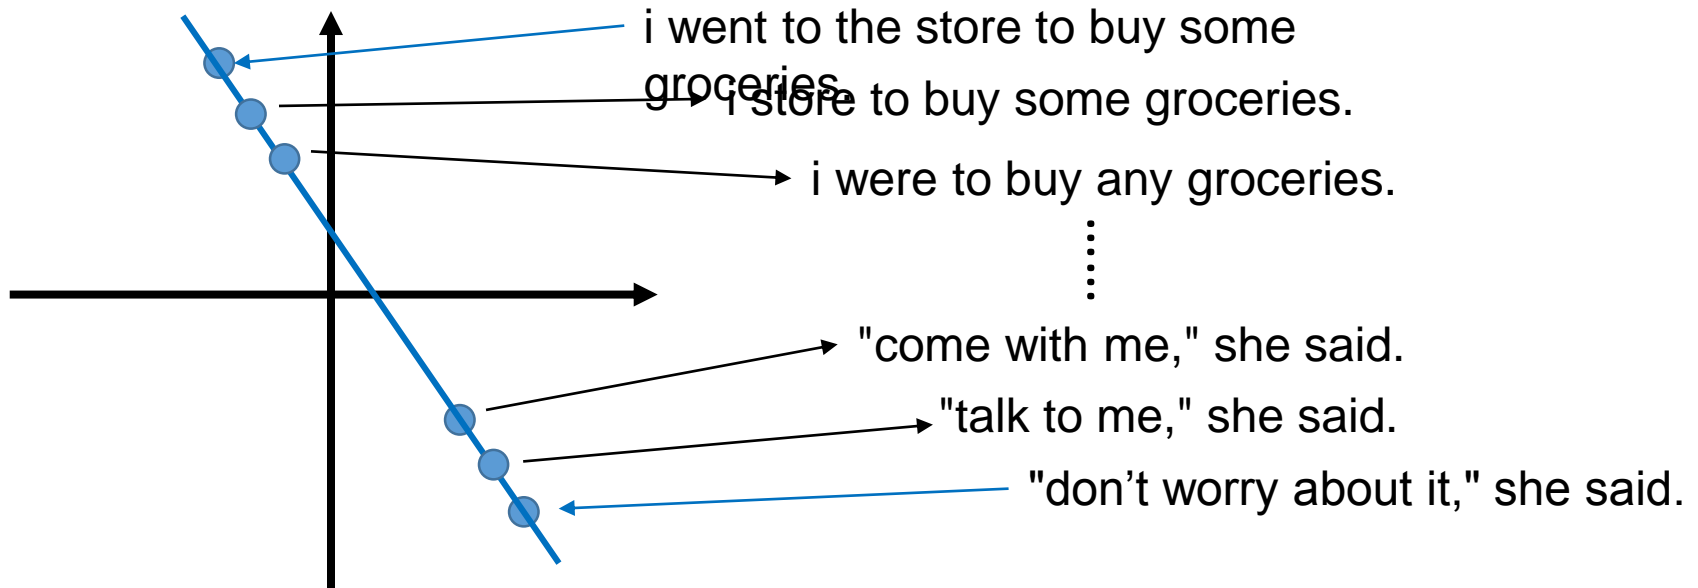 i went to the store to buy some
groceries.
i store to buy some groceries.
i were to buy any groceries.
"come with me," she said.
"talk to me," she said.
"don’t worry about it," she said.